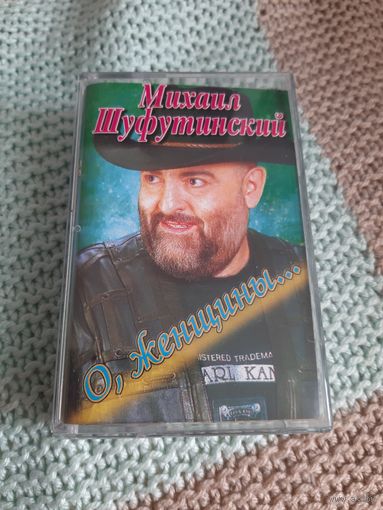 Михаил
Шуфутинский
О, женщины...
ISTERED TRADEMA
ARL KAN